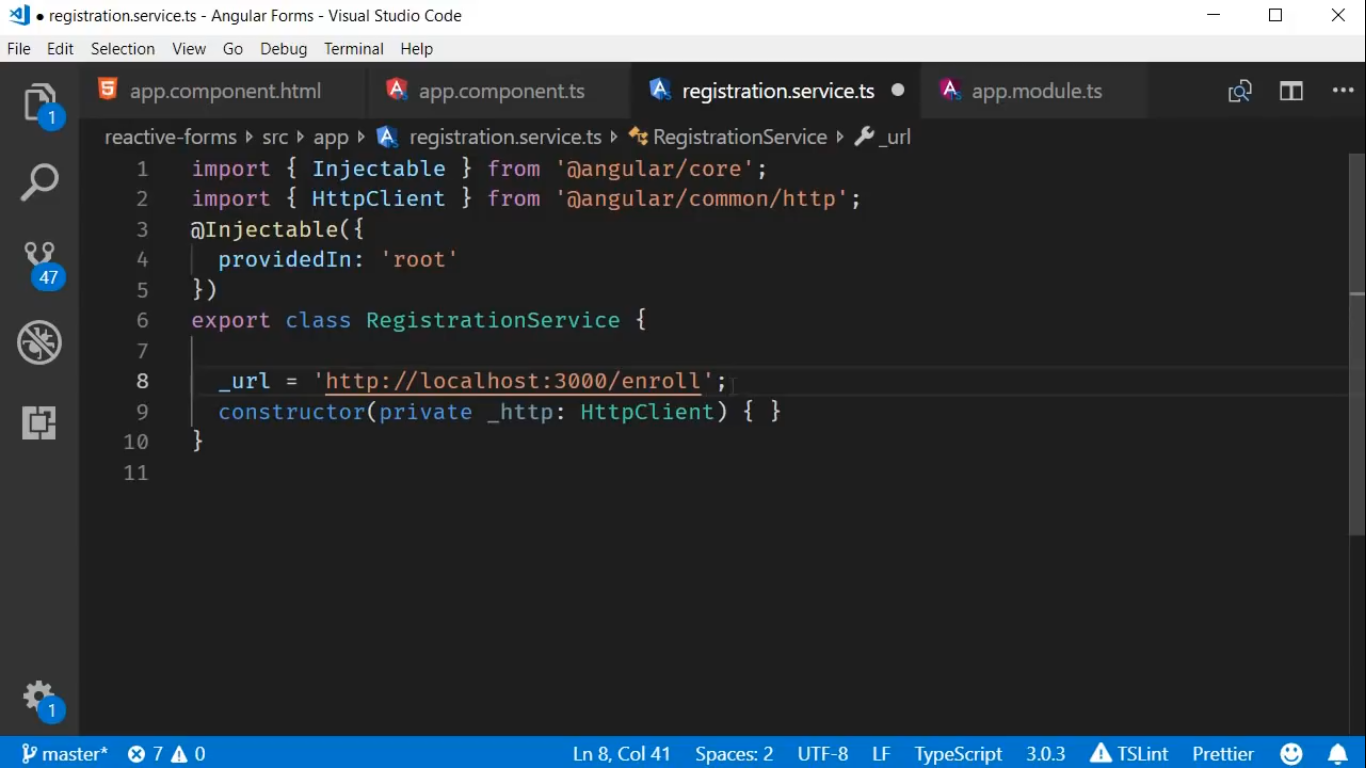 ● registration.service.ts - Angular Forms - Visual Studio Code
File Edit Selection View Go Debug Terminal Help
1 app.component.html app.component.ts registration.service.ts ● app.module.ts ...
reactive-forms src app registration.service.ts RegistrationService _url
1 import { Injectable } from '@angular/core';
2 import { HttpClient } from '@angular/common/http';
3 @Injectable({
4   providedIn: 'root'
47
5 })
6 export class RegistrationService {
7
8   _url = 'http://localhost:3000/enroll';
9   constructor(private _http: HttpClient) { }
10 }
11
1
master* 7 0 Ln 8, Col 41 Spaces: 2 UTF-8 LF TypeScript 3.0.3 TSLint Prettier